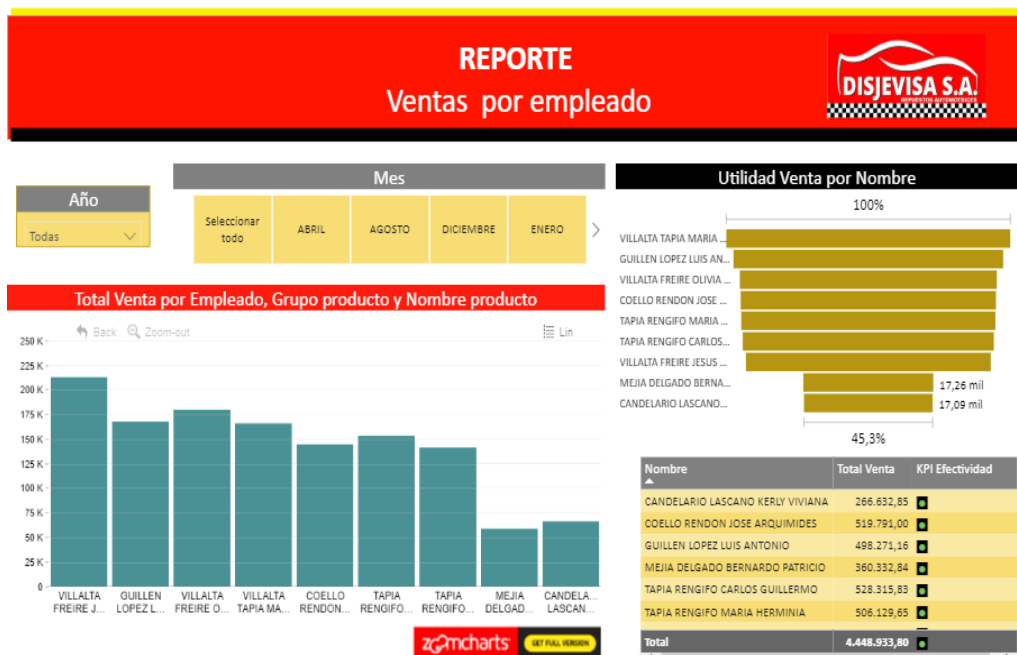 REPORTE
Ventas por empleado
DISJEVISA S.A.
REPUESTOS AUTOMOTRICES
Año
Todas
Mes
Seleccionar todo
ABRIL
AGOSTO
DICIEMBRE
ENERO
Total Venta por Empleado, Grupo producto y Nombre producto
Back
Zoom-out
Lin
250 K
225 K
200 K
175 K
150 K
125 K
100 K
75 K
50 K
25 K
0
VILLALTA FREIRE J...
GUILLEN LOPEZ L...
VILLALTA FREIRE O...
VILLALTA TAPIA MA...
COELLO RENDON...
TAPIA RENGIFO...
TAPIA RENGIFO...
MEJIA DELGAD...
CANDELA... LASCAN...
zoomcharts
GET FULL VERSION
Utilidad Venta por Nombre
100%
VILLALTA TAPIA MARIA ...
GUILLEN LOPEZ LUIS AN...
VILLALTA FREIRE OLIVIA ...
COELLO RENDON JOSE ...
TAPIA RENGIFO MARIA ...
TAPIA RENGIFO CARLOS...
VILLALTA FREIRE JESUS ...
MEJIA DELGADO BERNA...
17,26 mil
CANDELARIO LASCANO...
17,09 mil
45,3%
Nombre Total Venta KPI Efectividad
CANDELARIO LASCANO KERLY VIVIANA 266.632,85
COELLO RENDON JOSE ARQUIMIDES 519.791,00
GUILLEN LOPEZ LUIS ANTONIO 498.271,16
MEJIA DELGADO BERNARDO PATRICIO 360.332,84
TAPIA RENGIFO CARLOS GUILLERMO 528.315,83
TAPIA RENGIFO MARIA HERMINIA 506.129,65
Total 4.448.933,80